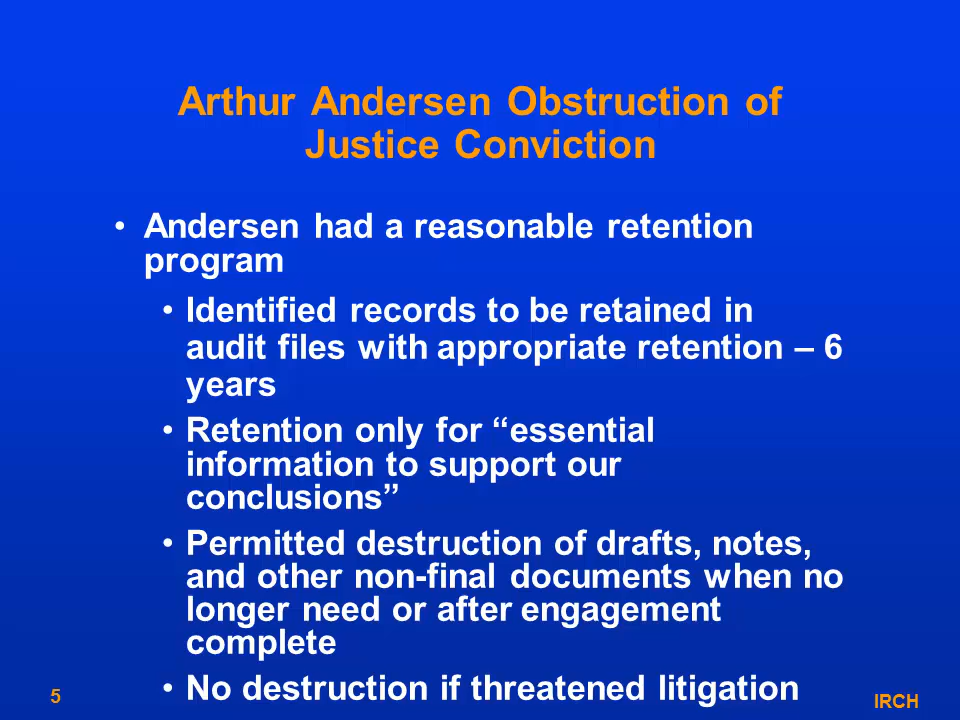 Arthur Andersen Obstruction of
Justice Conviction
• Andersen had a reasonable retention
program
• Identified records to be retained in
audit files with appropriate retention – 6
years
• Retention only for “essential
information to support our
conclusions”
• Permitted destruction of drafts, notes,
and other non-final documents when no
longer need or after engagement
complete
• No destruction if threatened litigation
5
IRCH